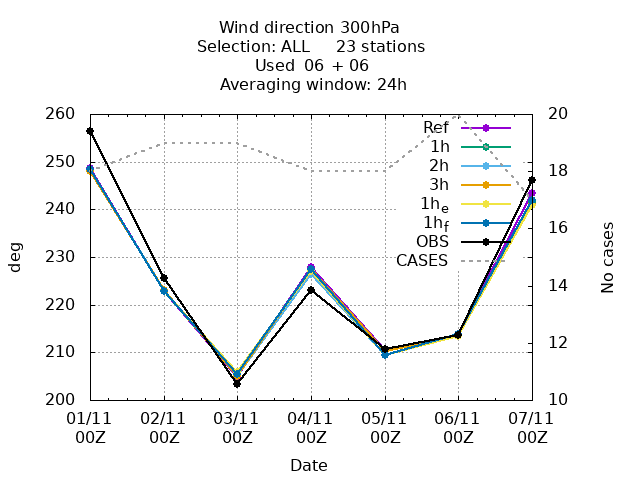 Wind direction 300hPa
Selection: ALL     23 stations
Used  06 + 06
Averaging window: 24h
260
250
240
230
220
210
200
deg
20
18
16
14
12
10
No cases
Ref
1h
2h
3h
1he
1hf
OBS
CASES
01/11 02/11 03/11 04/11 05/11 06/11 07/11
00Z 00Z 00Z 00Z 00Z 00Z 00Z
Date